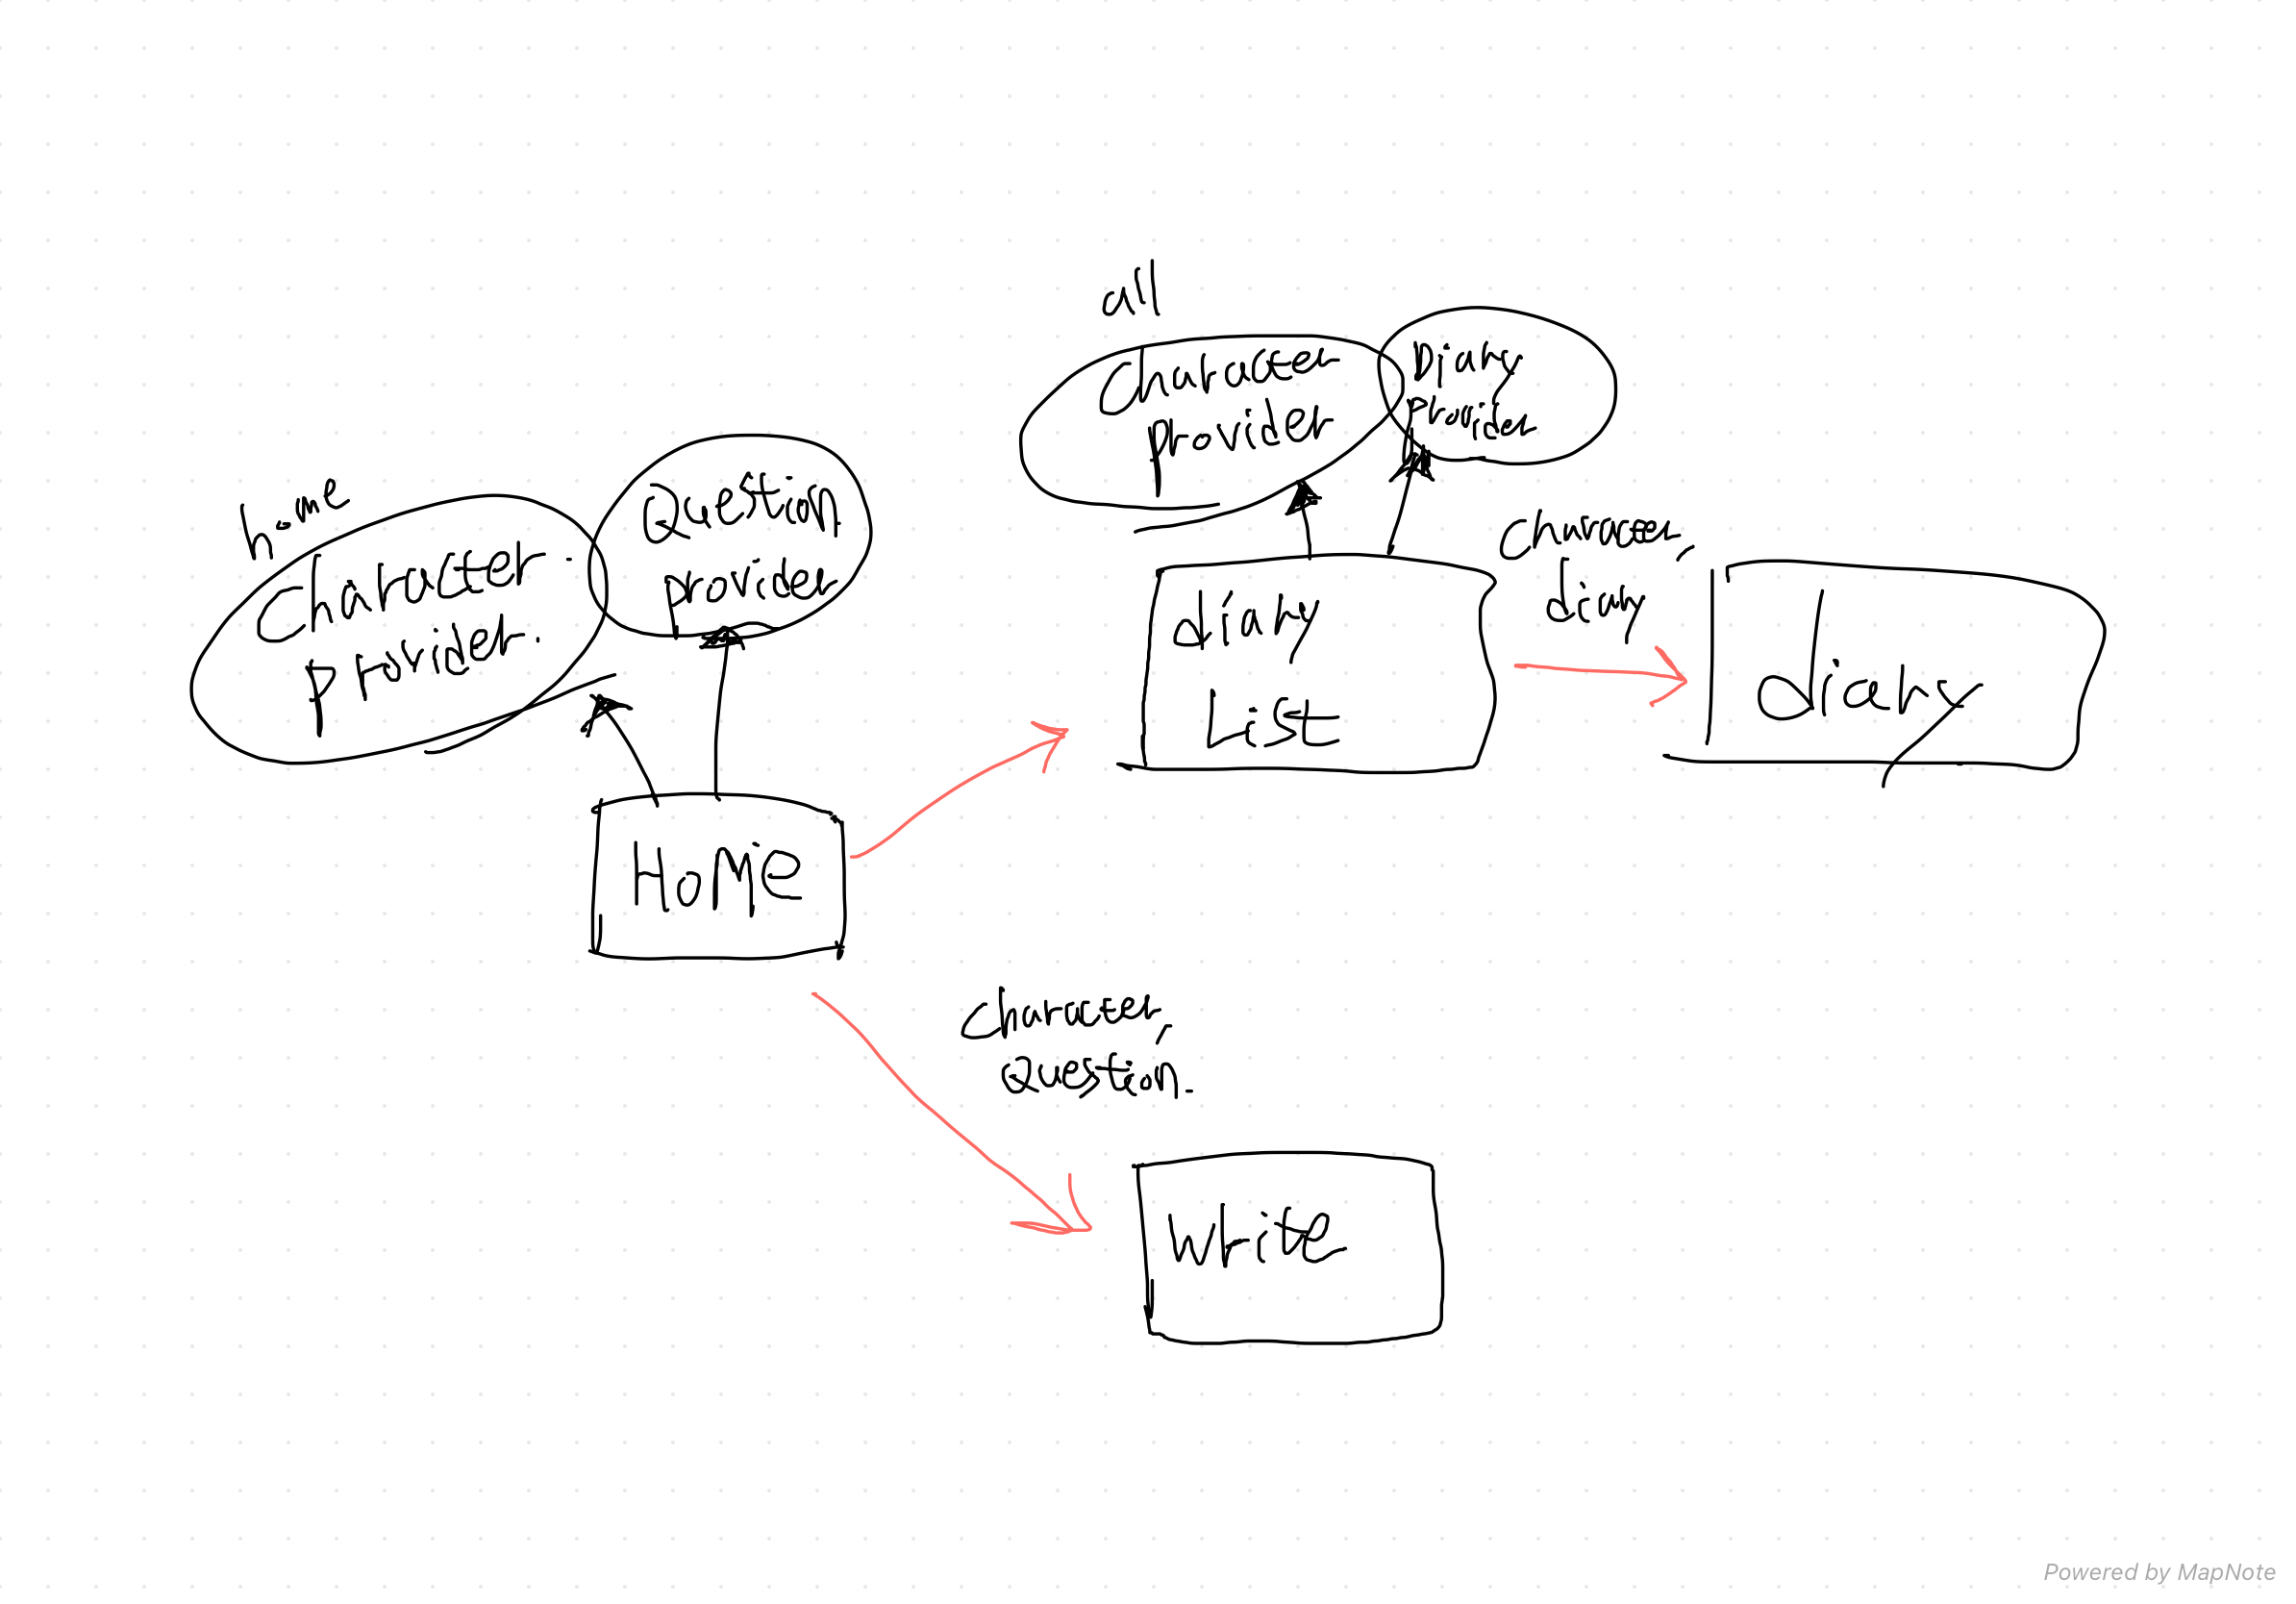 home
Character
provider.
Question
provider
HOME
all
character
provider
Diary
provider
diary
List
character,
diary
diary
character,
Question.
write
Powered by MapNote